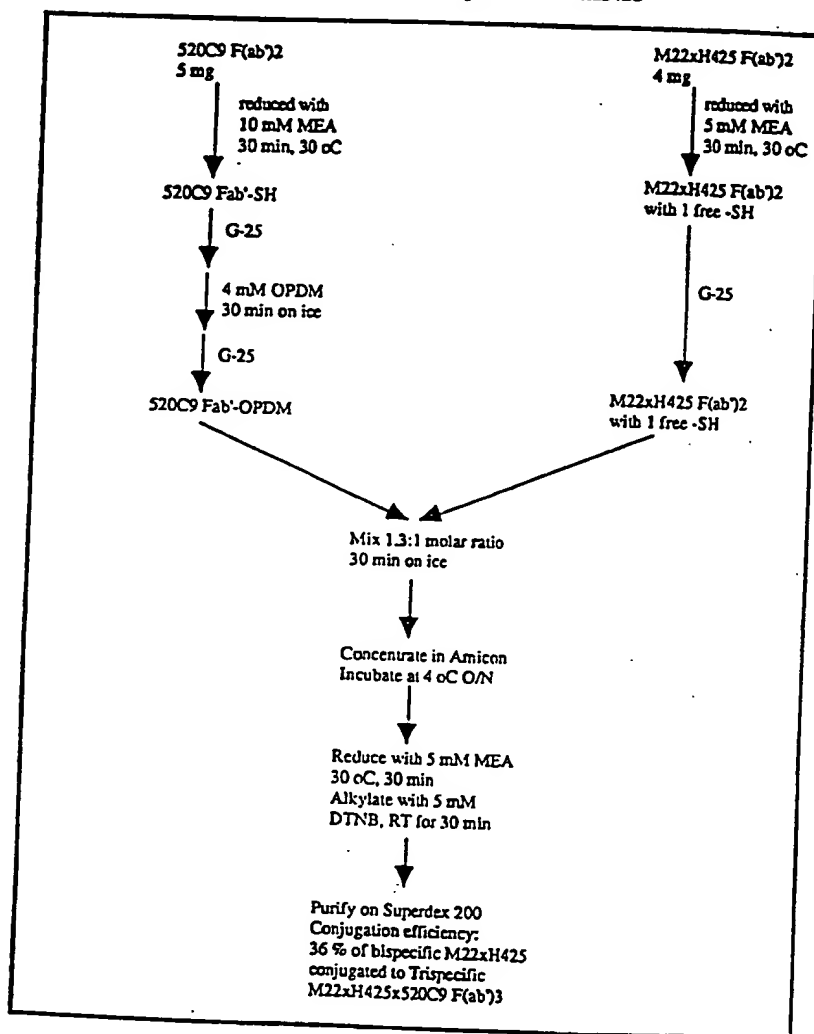 520C9 F(ab')2
5 mg
reduced with
10 mM MEA
30 min, 30 oC
520C9 Fab'-SH
G-25
4 mM OPDM
30 min on ice
G-25
520C9 Fab'-OPDM
M22xH425 F(ab')2
4 mg
reduced with
5 mM MEA
30 min, 30 oC
M22xH425 F(ab')2
with 1 free -SH
G-25
M22xH425 F(ab')2
with 1 free -SH
Mix 1.3:1 molar ratio
30 min on ice
Concentrate in Amicon
Incubate at 4 oC O/N
Reduce with 5 mM MEA
30 oC, 30 min
Alkylate with 5 mM
DTNB, RT for 30 min
Purify on Superdex 200
Conjugation efficiency:
36 % of bispecific M22xH425
conjugated to Trispecific
M22xH425x520C9 F(ab')3